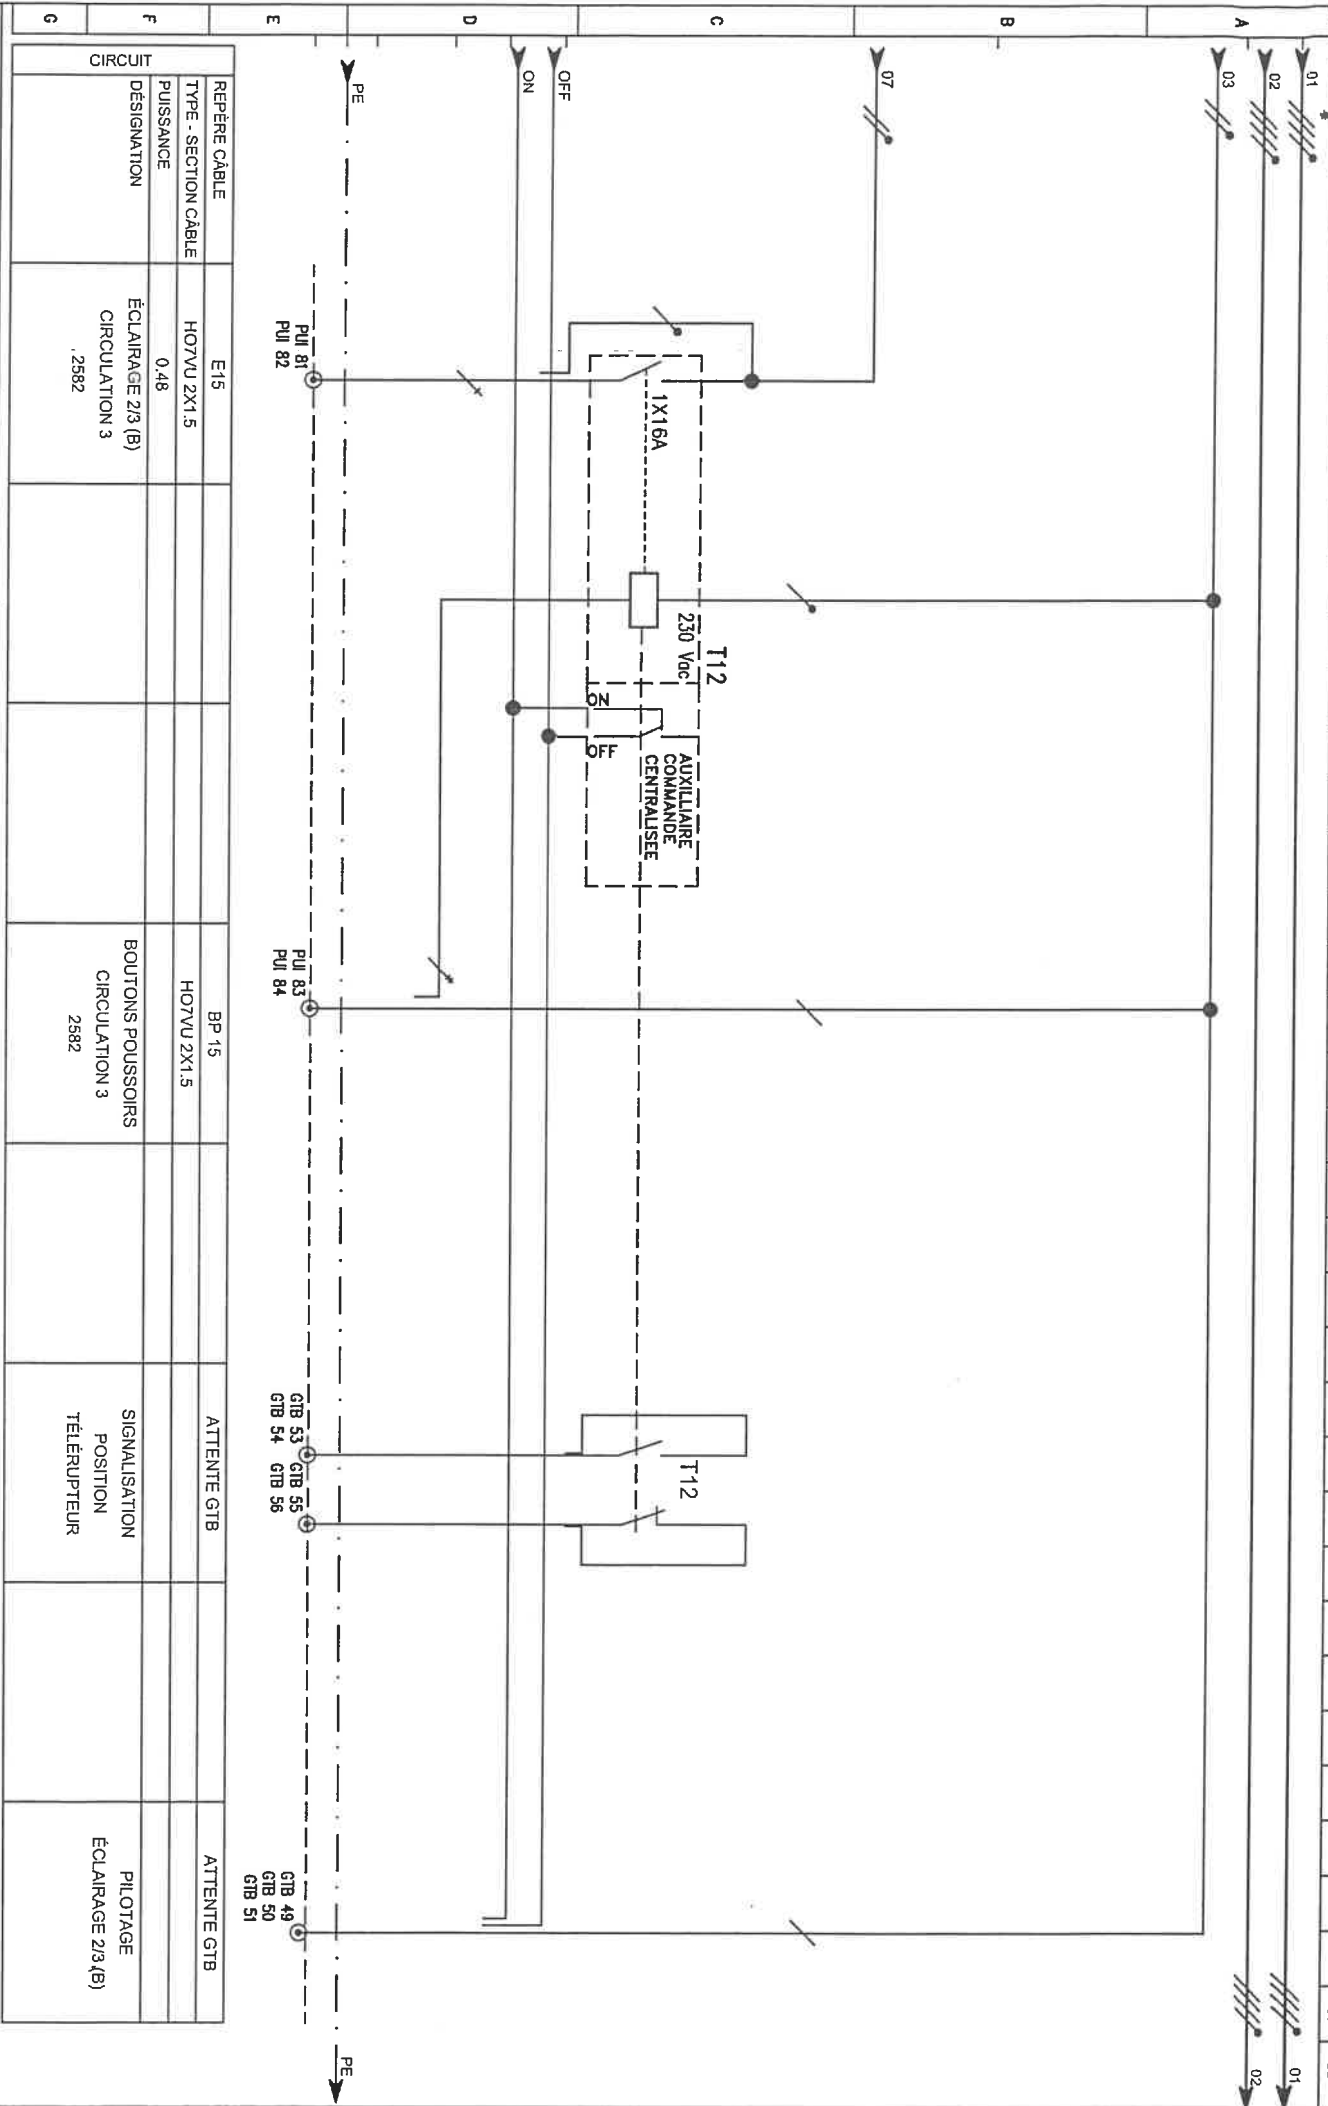 A
B
C
D
E
F
G
01
02
03
07
OFF
ON
PE
01
02
PE
1X16A
T12
230 Vac
ON
OFF
AUXILLIAIRE
COMMANDE
CENTRALISEE
T12
PUI 81
PUI 82
PUI 83
PUI 84
GTB 53
GTB 54
GTB 55
GTB 56
GTB 49
GTB 50
GTB 51
CIRCUIT
REPÈRE CÂBLE
E15
BP 15
ATTENTE GTB
ATTENTE GTB
TYPE - SECTION CÂBLE
HO7VU 2X1.5
HO7VU 2X1.5
PUISSANCE
0.48
DÉSIGNATION
ÉCLAIRAGE 2/3 (B)
CIRCULATION 3
2582
BOUTONS POUSSOIRS
CIRCULATION 3
2582
SIGNALISATION
POSITION
TÉLÉRUPTEUR
PILOTAGE
ÉCLAIRAGE 2/3 (B)